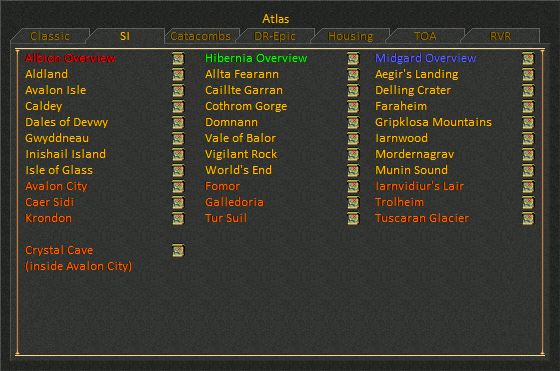 Atlas
Classic SI Catacombs DR-Epic Housing TOA RVR
Albion Overview Hibernia Overview Midgard Overview
Aldland Allta Fearann Aegir's Landing
Avalon Isle Caillte Garran Delling Crater
Caldey Cothrom Gorge Faraheim
Dales of Devwy Domnann Gripklosa Mountains
Gwyddneau Vale of Balor Iarnwood
Inishail Island Vigilant Rock Mordernagrav
Isle of Glass World's End Munin Sound
Avalon City Fomor Iarnvidiur's Lair
Caer Sidi Galledoria Trolheim
Krondon Tur Suil Tuscaran Glacier
Crystal Cave
(inside Avalon City)